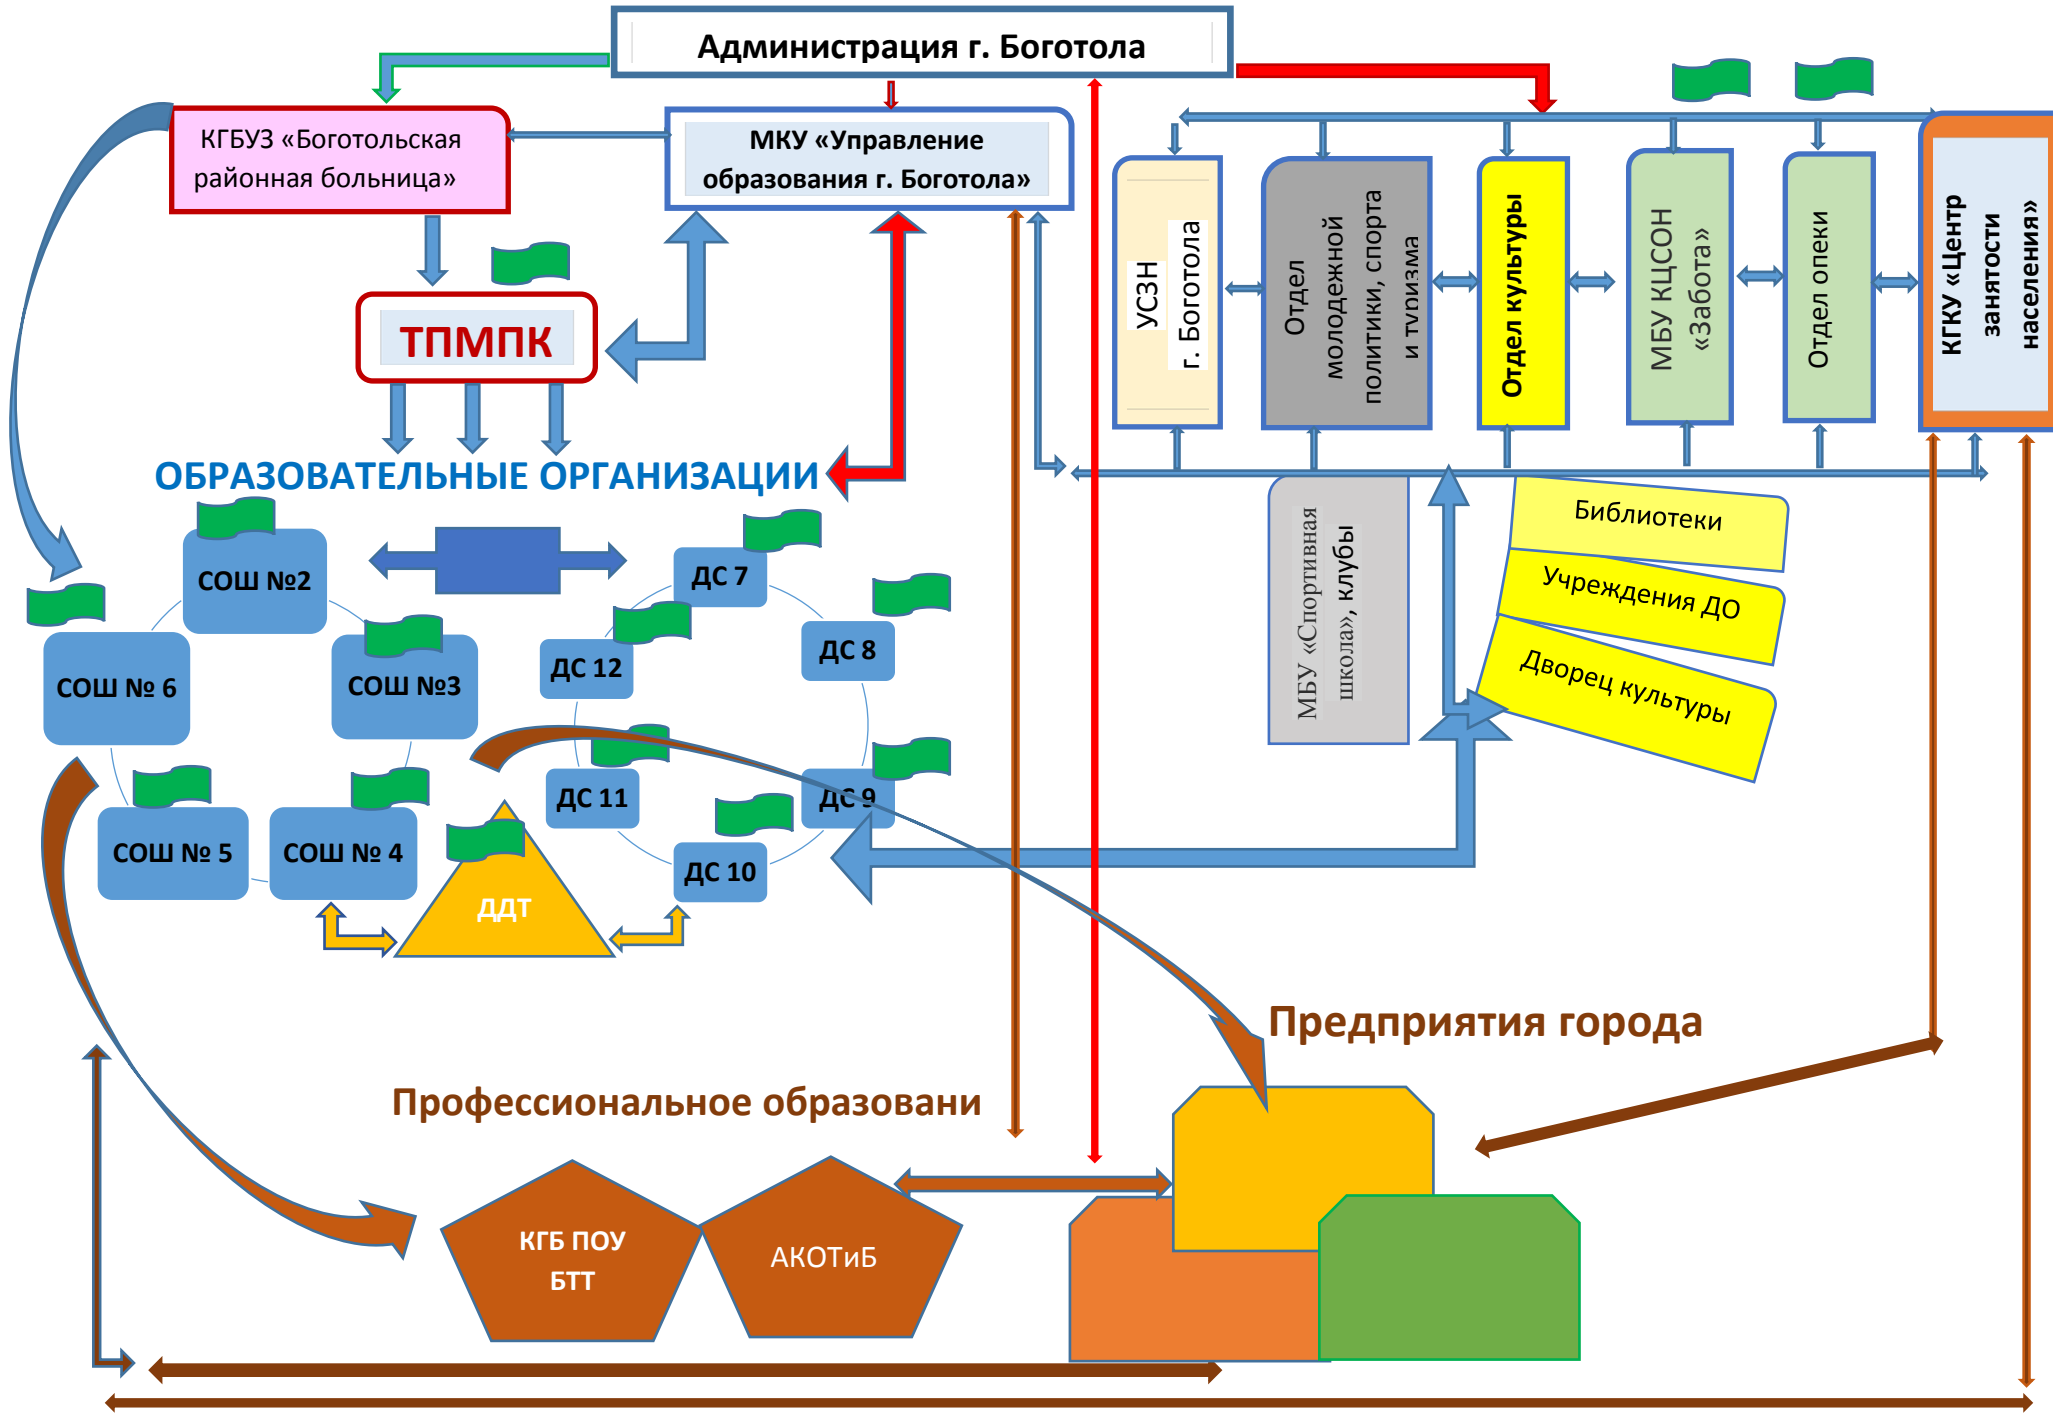 Администрация г. Боготола
КГБУЗ «Боготольская
районная больница»
МКУ «Управление
образования г. Боготола»
УСЗН
г. Боготола
Отдел
молодежной
политики, спорта
и туризма
Отдел культуры
МБУ КЦСОН
«Забота»
Отдел опеки
КГКУ «Центр
занятости
населения»
ТПМПК
ОБРАЗОВАТЕЛЬНЫЕ ОРГАНИЗАЦИИ
СОШ №2
СОШ №3
СОШ № 4
СОШ № 5
СОШ № 6
ДС 7
ДС 8
ДС 9
ДС 10
ДС 11
ДС 12
ДДТ
МБУ «Спортивная
школа», клубы
Библиотеки
Учреждения ДО
Дворец культуры
Предприятия города
Профессиональное образовани
КГБ ПОУ
БТТ
АКОТиБ